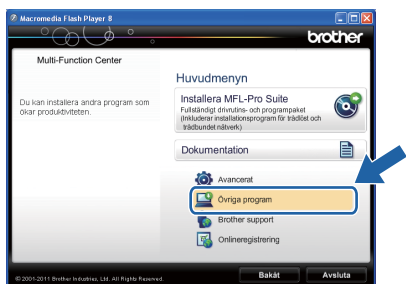 Macromedia Flash Player 8
brother
Multi-Function Center
Du kan installera andra program som
ökar produktiviteten.
Huvudmenyn
Installera MFL-Pro Suite
Fullständigt drivrutins- och programpaket
(Inkluderar installationsprogram för trådlöst och
trådbundet nätverk)
Dokumentation
Avancerat
Övriga program
Brother support
Onlineregistrering
© 2001-2011 Brother Industries, Ltd. All Rights Reserved.
Bakåt
Avsluta